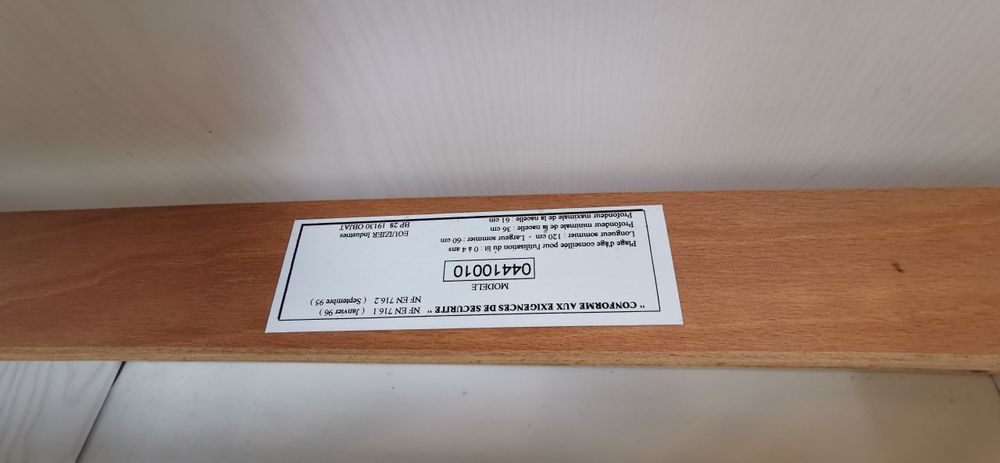 " CONFORME AUX EXIGENCES DE SECURITE " NF EN 716.1 ( Janvier 96 )
NF EN 716.2 ( Septembre 95 )
MODELE
04410010
Plage d'âge conseillée pour l'utilisation du lit : 0 à 4 ans
Longueur sommier : 120 cm - Largeur sommier : 60 cm
Profondeur minimale de la nacelle : 36 cm
Profondeur maximale de la nacelle : 61 cm
EGUIZIER Industries
BP 28 19130 OBJAT